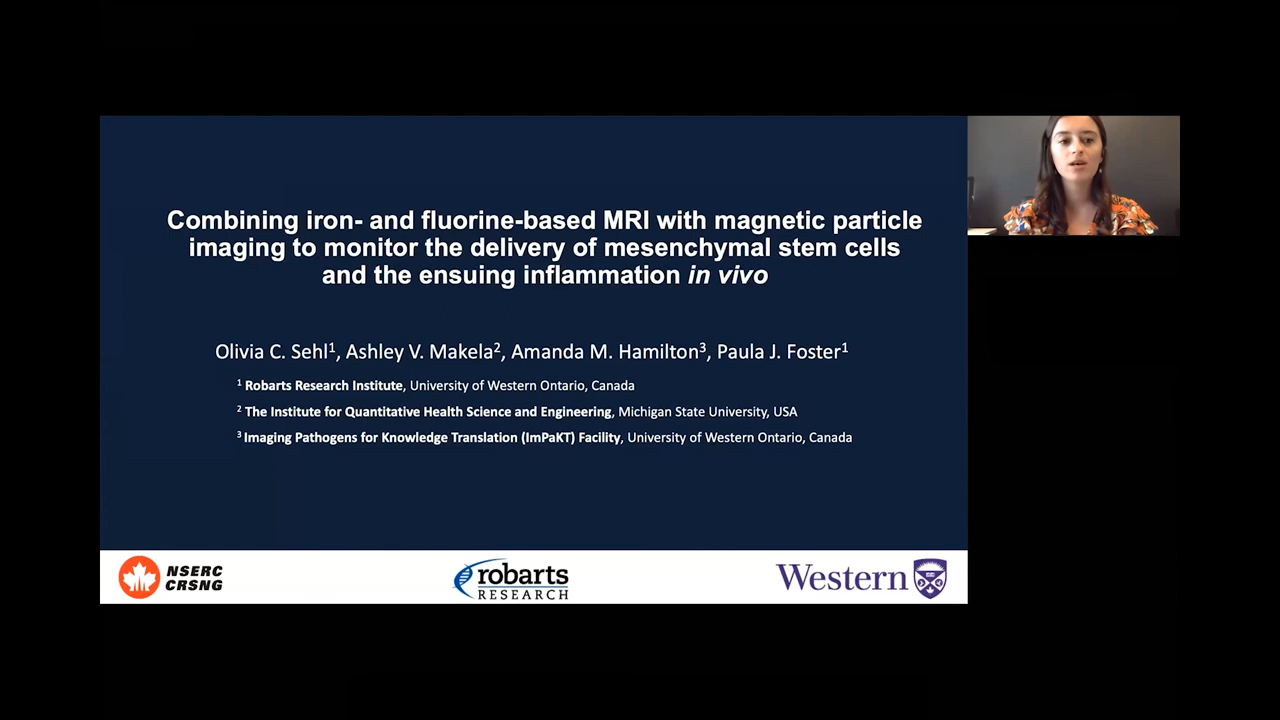 Combining iron- and fluorine-based MRI with magnetic particle
imaging to monitor the delivery of mesenchymal stem cells
and the ensuing inflammation in vivo
Olivia C. Sehl1, Ashley V. Makela2, Amanda M. Hamilton3, Paula J. Foster1
1 Robarts Research Institute, University of Western Ontario, Canada
2 The Institute for Quantitative Health Science and Engineering, Michigan State University, USA
3 Imaging Pathogens for Knowledge Translation (ImPaKT) Facility, University of Western Ontario, Canada
NSERC
CRSNG
robarts
RESEARCH
Western